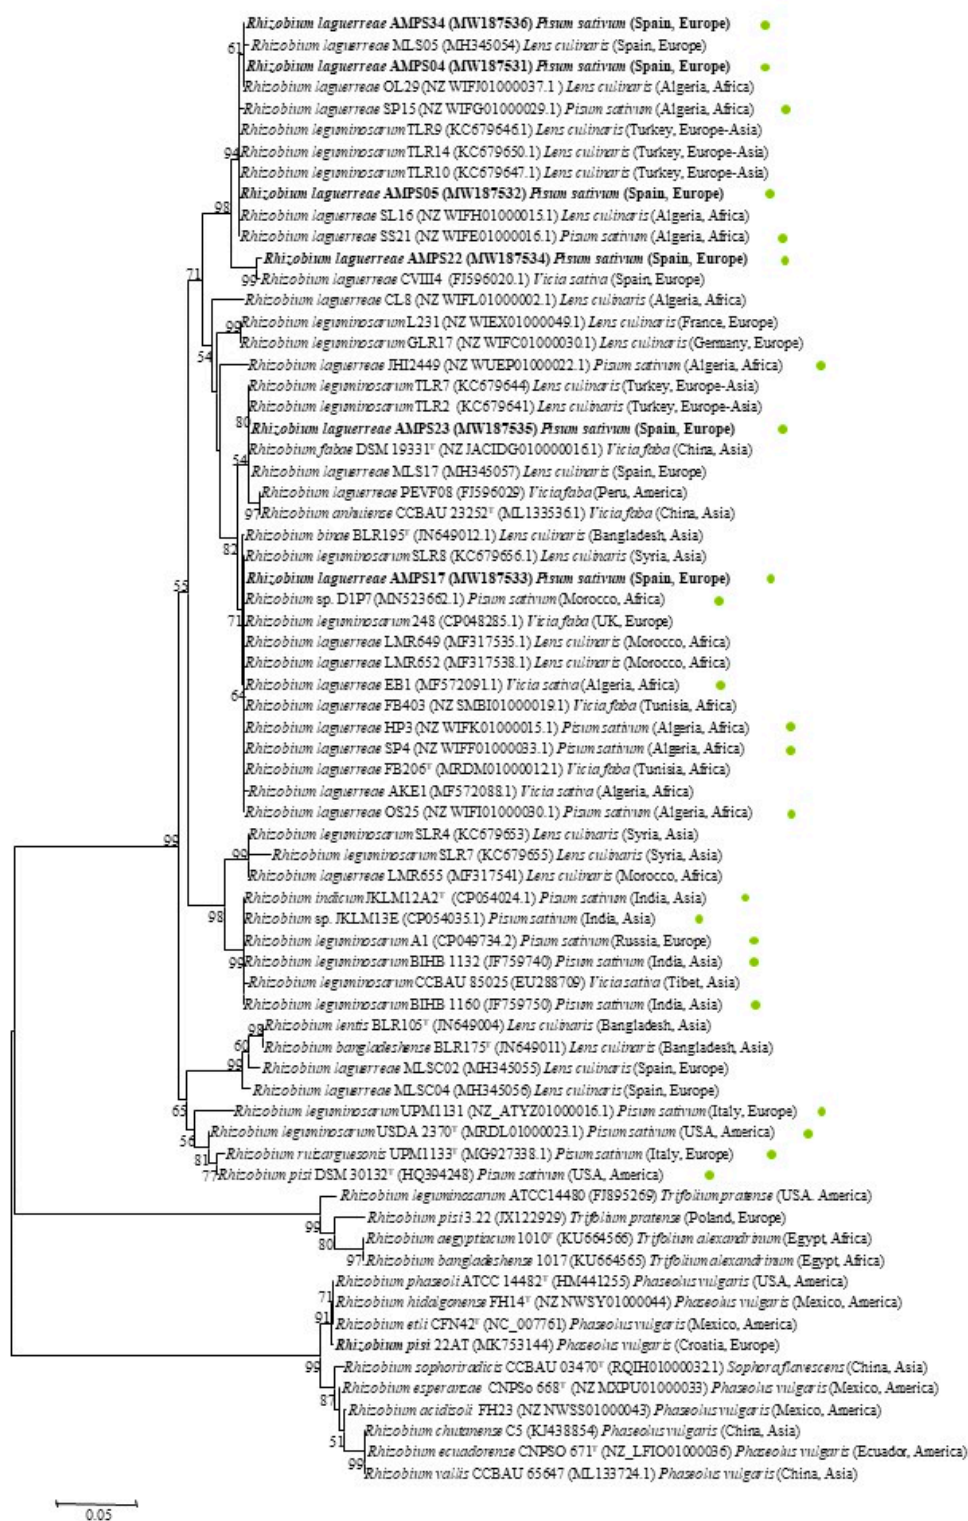 Rhizobium laguerreae AMPS34 (MW187536) Pisum sativum (Spain, Europe)
61 Rhizobium laguerreae MLS05 (MH345054) Lens culinaris (Spain, Europe)
Rhizobium laguerreae AMPS04 (MW187531) Pisum sativum (Spain, Europe)
Rhizobium laguerreae OL29 (NZ WIFJ01000037.1) Lens culinaris (Algeria, Africa)
Rhizobium laguerreae SP15 (NZ WIFG01000029.1) Pisum sativum (Algeria, Africa)
Rhizobium leguminosarum TLR9 (KC679646.1) Lens culinaris (Turkey, Europe-Asia)
94 Rhizobium leguminosarum TLR14 (KC679650.1) Lens culinaris (Turkey, Europe-Asia)
Rhizobium leguminosarum TLR10 (KC679647.1) Lens culinaris (Turkey, Europe-Asia)
Rhizobium laguerreae AMPS05 (MW187532) Pisum sativum (Spain, Europe)
98 Rhizobium laguerreae SL16 (NZ WIFH01000015.1) Lens culinaris (Algeria, Africa)
Rhizobium laguerreae SS21 (NZ WIFE01000016.1) Pisum sativum (Algeria, Africa)
Rhizobium laguerreae AMPS22 (MW187534) Pisum sativum (Spain, Europe)
71 99 Rhizobium laguerreae CVIII4 (FJ596020.1) Vicia sativa (Spain, Europe)
Rhizobium laguerreae CL8 (NZ WIFL01000002.1) Lens culinaris (Algeria, Africa)
99 Rhizobium leguminosarum L231 (NZ WIEX01000049.1) Lens culinaris (France, Europe)
54 Rhizobium leguminosarum GLR17 (NZ WIFC01000030.1) Lens culinaris (Germany, Europe)
Rhizobium laguerreae JHI2449 (NZ WUEP01000022.1) Pisum sativum (Algeria, Africa)
Rhizobium leguminosarum TLR7 (KC679644) Lens culinaris (Turkey, Europe-Asia)
Rhizobium leguminosarum TLR2 (KC679641) Lens culinaris (Turkey, Europe-Asia)
80 Rhizobium laguerreae AMPS23 (MW187535) Pisum sativum (Spain, Europe)
Rhizobium fabae DSM 19331ᵀ (NZ JACIDG010000016.1) Vicia faba (China, Asia)
54 Rhizobium laguerreae MLS17 (MH345057) Lens culinaris (Spain, Europe)
Rhizobium laguerreae PEVF08 (FJ596029) Vicia faba (Peru, America)
97 Rhizobium anhuiense CCBAU 23252ᵀ (ML133536.1) Vicia faba (China, Asia)
Rhizobium binae BLR195ᵀ (JN649012.1) Lens culinaris (Bangladesh, Asia)
82 Rhizobium leguminosarum SLR8 (KC679656.1) Lens culinaris (Syria, Asia)
55 Rhizobium laguerreae AMPS17 (MW187533) Pisum sativum (Spain, Europe)
Rhizobium sp. D1P7 (MN523662.1) Pisum sativum (Morocco, Africa)
71 Rhizobium leguminosarum 248 (CP048285.1) Vicia faba (UK, Europe)
Rhizobium laguerreae LMR649 (MF317535.1) Lens culinaris (Morocco, Africa)
Rhizobium laguerreae LMR652 (MF317538.1) Lens culinaris (Morocco, Africa)
64 Rhizobium laguerreae EB1 (MF572091.1) Vicia sativa (Algeria, Africa)
Rhizobium laguerreae FB403 (NZ SMBI01000019.1) Vicia faba (Tunisia, Africa)
Rhizobium laguerreae HP3 (NZ WIFK01000015.1) Pisum sativum (Algeria, Africa)
Rhizobium laguerreae SP4 (NZ WIFF01000033.1) Pisum sativum (Algeria, Africa)
Rhizobium laguerreae FB206ᵀ (MRDM01000012.1) Vicia faba (Tunisia, Africa)
Rhizobium laguerreae AKE1 (MF572088.1) Vicia sativa (Algeria, Africa)
Rhizobium laguerreae OS25 (NZ WIFI01000030.1) Pisum sativum (Algeria, Africa)
99 Rhizobium leguminosarum SLR4 (KC679653) Lens culinaris (Syria, Asia)
99 Rhizobium leguminosarum SLR7 (KC679655) Lens culinaris (Syria, Asia)
Rhizobium laguerreae LMR655 (MF317541) Lens culinaris (Morocco, Africa)
Rhizobium indicum JKLM12A2ᵀ (CP054024.1) Pisum sativum (India, Asia)
98 Rhizobium sp. JKLM13E (CP054035.1) Pisum sativum (India, Asia)
Rhizobium leguminosarum A1 (CP049734.2) Pisum sativum (Russia, Europe)
99 Rhizobium leguminosarum BIHB 1132 (JF759740) Pisum sativum (India, Asia)
Rhizobium leguminosarum CCBAU 85025 (EU288709) Vicia sativa (Tibet, Asia)
Rhizobium leguminosarum BIHB 1160 (JF759750) Pisum sativum (India, Asia)
98 Rhizobium lentis BLR105ᵀ (JN649004) Lens culinaris (Bangladesh, Asia)
60 Rhizobium bangladeshense BLR175ᵀ (JN649011) Lens culinaris (Bangladesh, Asia)
99 Rhizobium laguerreae MLSC02 (MH345055) Lens culinaris (Spain, Europe)
Rhizobium laguerreae MLSC04 (MH345056) Lens culinaris (Spain, Europe)
65 Rhizobium leguminosarum UPM1131 (NZ_ATYZ01000016.1) Pisum sativum (Italy, Europe)
56 Rhizobium leguminosarum USDA 2370ᵀ (MRDL01000023.1) Pisum sativum (USA, America)
81 Rhizobium ruizarguesonis UPM1133ᵀ (MG927338.1) Pisum sativum (Italy, Europe)
77 Rhizobium pisi DSM 30132ᵀ (HQ394248) Pisum sativum (USA, America)
Rhizobium leguminosarum ATCC14480 (FJ895269) Trifolium pratense (USA. America)
99 Rhizobium pisi 3.22 (JX122929) Trifolium pratense (Poland, Europe)
80 Rhizobium aegyptiacum 1010ᵀ (KU664566) Trifolium alexandrinum (Egypt, Africa)
97 Rhizobium bangladeshense 1017 (KU664565) Trifolium alexandrinum (Egypt, Africa)
Rhizobium phaseoli ATCC 14482ᵀ (HM441255) Phaseolus vulgaris (USA, America)
71 Rhizobium hidalgonense FH14ᵀ (NZ NWSY01000044) Phaseolus vulgaris (Mexico, America)
91 Rhizobium etli CFN42ᵀ (NC_007761) Phaseolus vulgaris (Mexico, America)
Rhizobium pisi 22AT (MK753144) Phaseolus vulgaris (Croatia, Europe)
99 Rhizobium sophoriradicis CCBAU 03470ᵀ (RQIH01000032.1) Sophora flavescens (China, Asia)
87 Rhizobium esperanzae CNPSo 668ᵀ (NZ MXPU01000033) Phaseolus vulgaris (Mexico, America)
Rhizobium acidisoli FH23 (NZ NWSS01000043) Phaseolus vulgaris (Mexico, America)
51 Rhizobium chutanense C5 (KJ438854) Phaseolus vulgaris (China, Asia)
99 Rhizobium ecuadorense CNPSO 671ᵀ (NZ_LFIO01000036) Phaseolus vulgaris (Ecuador, America)
Rhizobium vallis CCBAU 65647 (ML133724.1) Phaseolus vulgaris (China, Asia)
0.05